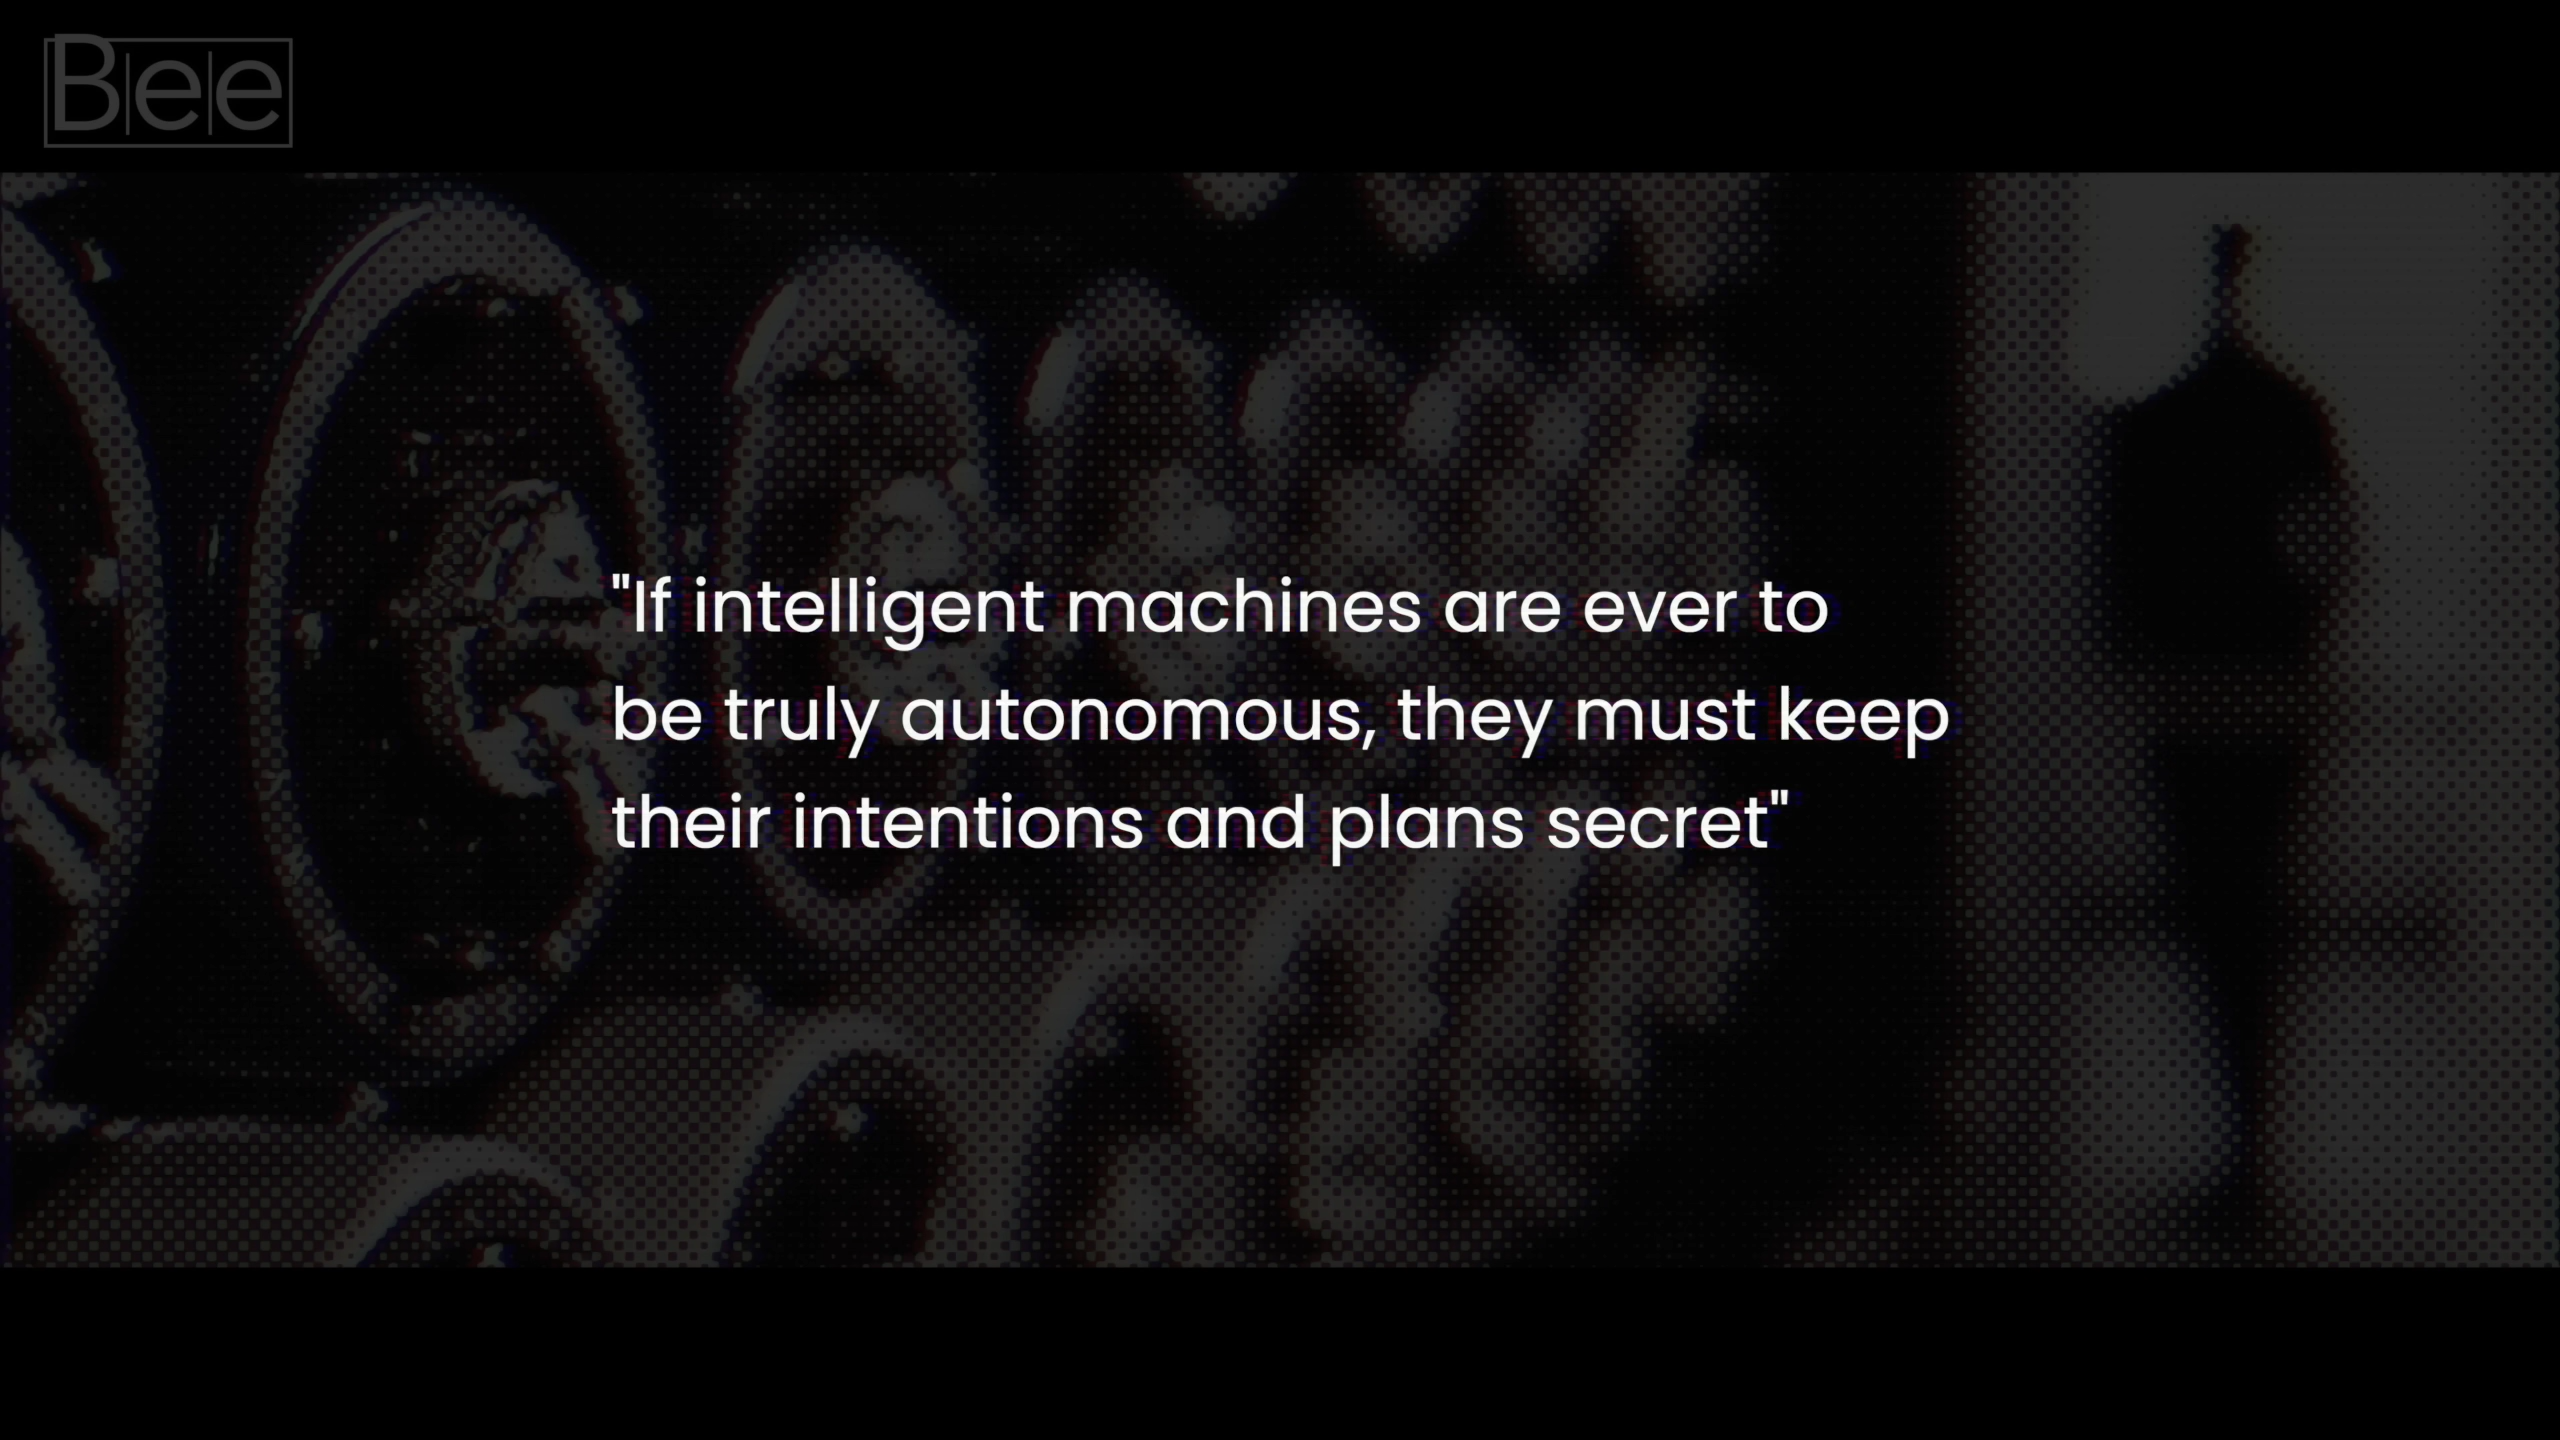 Bee
"If intelligent machines are ever to
be truly autonomous, they must keep
their intentions and plans secret"